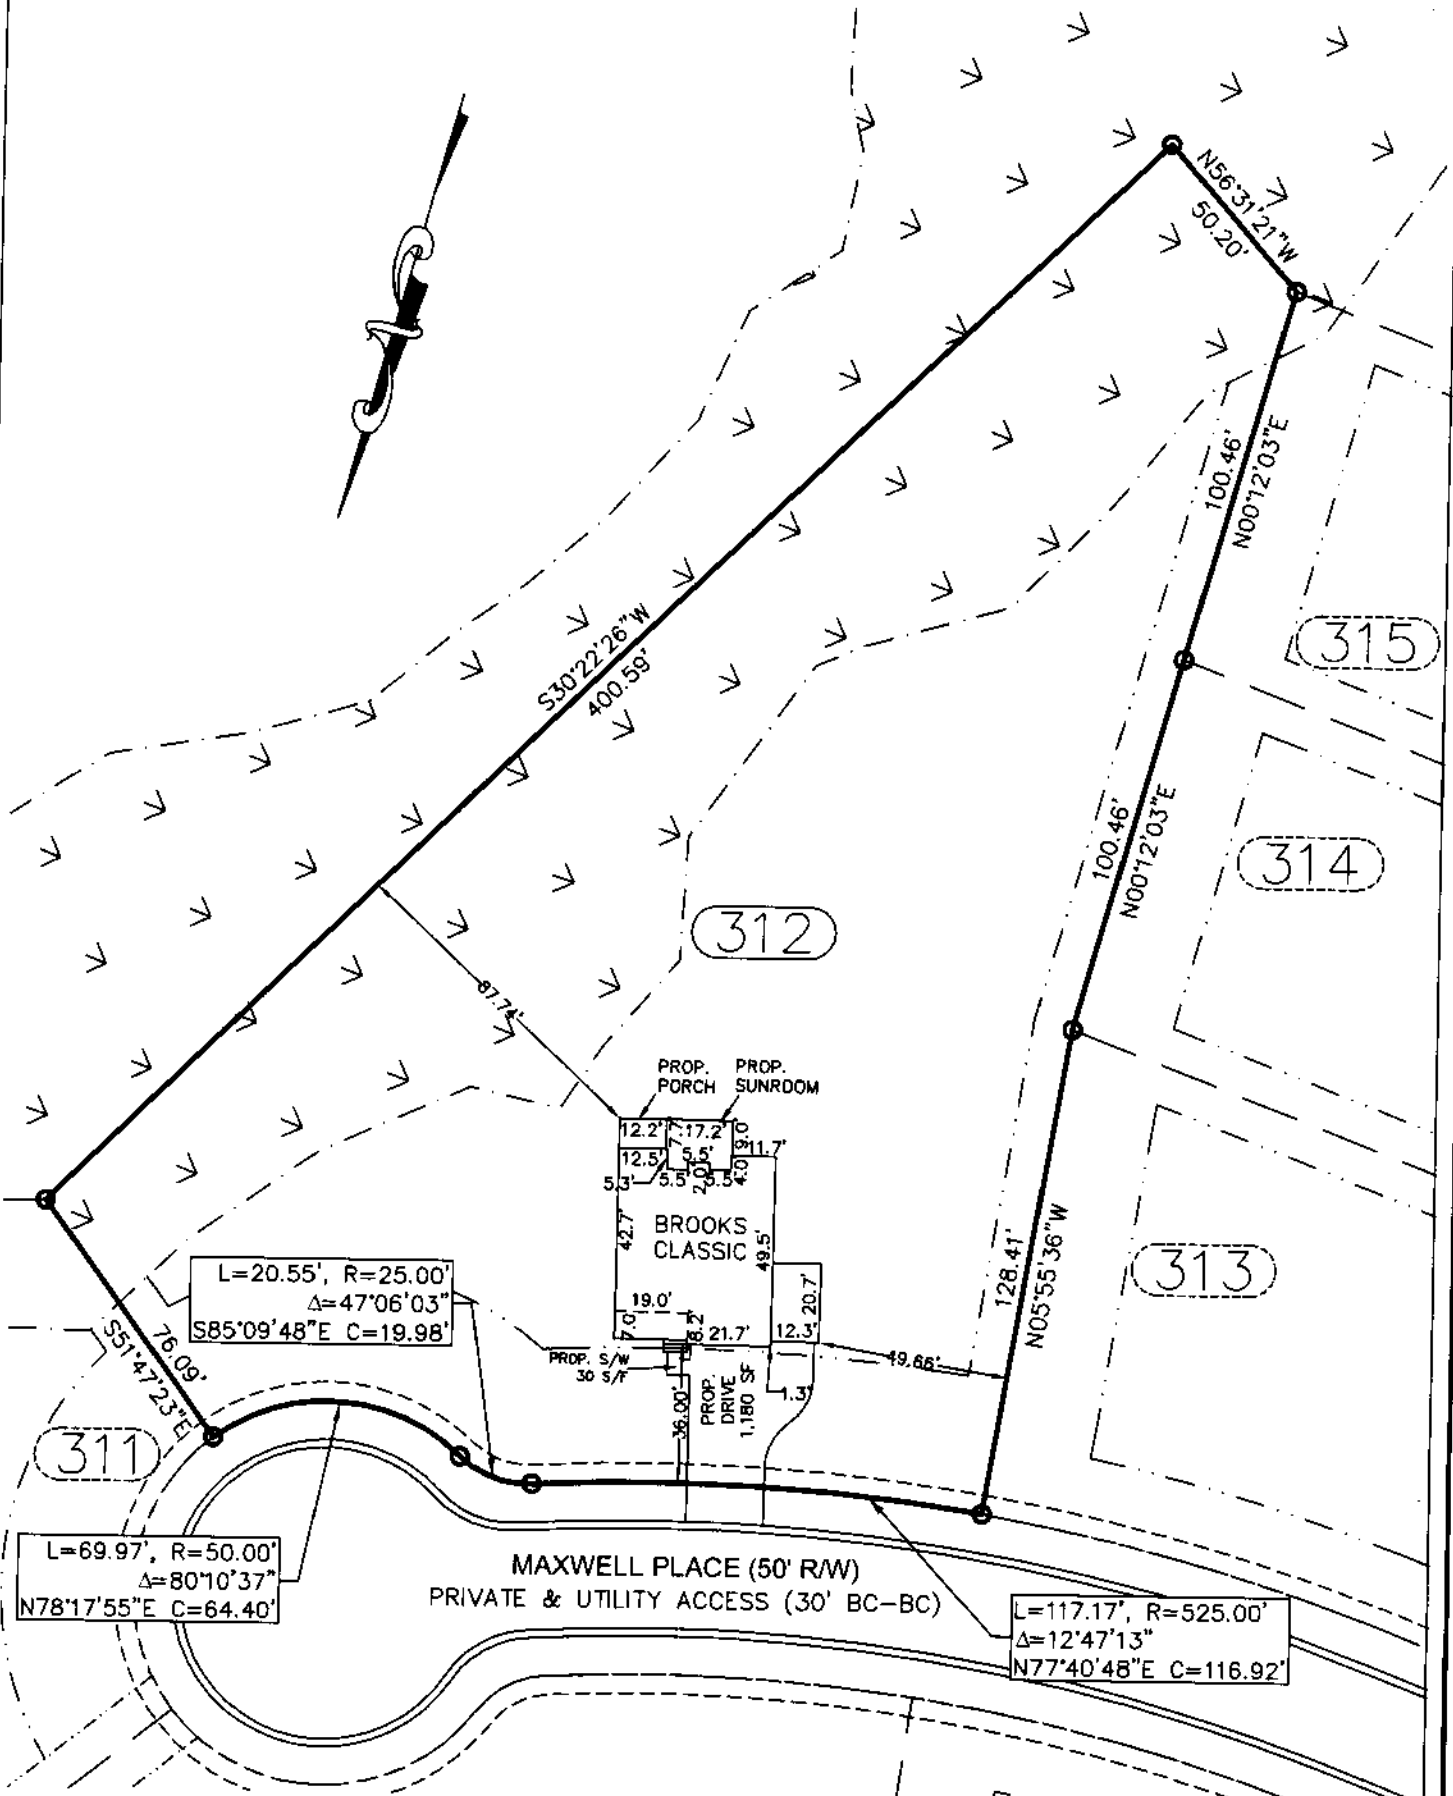 N56°31'21"W
50.20'
100.46'
N00°12'03"E
315
S30°22'26"W
400.59'
100.46'
N00°12'03"E
314
312
87.74'
PROP.
PORCH
PROP.
SUNROOM
12.2'
7.7'
17.2'
9.0'
12.5'
5.5'
11.7'
5.3'
5.5'
2.0'
5.5'
4.0'
BROOKS
CLASSIC
42.7'
49.5'
128.41'
N05°55'36"W
313
L=20.55', R=25.00'
Δ=47°06'03"
S85°09'48"E C=19.98'
19.0'
20.7'
7.0'
8.2'
21.7'
12.3'
76.09'
S51°47'23"E
PROP. S/W
30 S/F
49.66'
PROP.
DRIVE
1,180 SF
1.3'
36.00'
311
L=69.97', R=50.00'
Δ=80°10'37"
N78°17'55"E C=64.40'
MAXWELL PLACE (50' R/W)
PRIVATE & UTILITY ACCESS (30' BC-BC)
L=117.17', R=525.00'
Δ=12°47'13"
N77°40'48"E C=116.92'